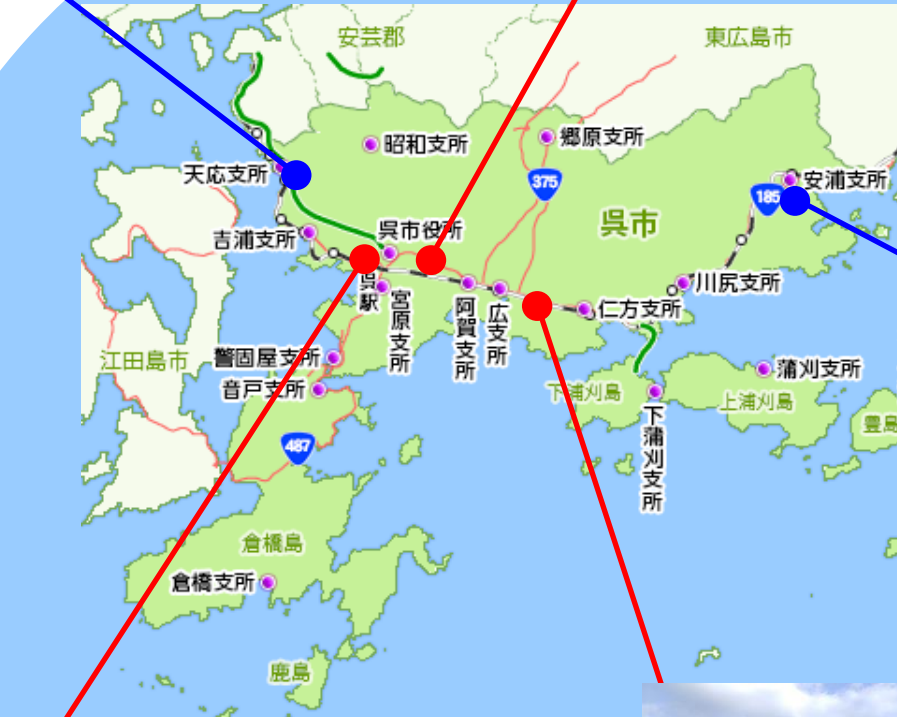 安芸郡
東広島市
昭和支所
郷原支所
天応支所
375
安浦支所
185
吉浦支所
呉市役所
呉市
呉駅
宮原支所
阿賀支所
広支所
川尻支所
仁方支所
江田島市
警固屋支所
音戸支所
蒲刈支所
下浦刈島
上浦刈島
下蒲刈支所
豊島
487
倉橋島
倉橋支所
鹿島